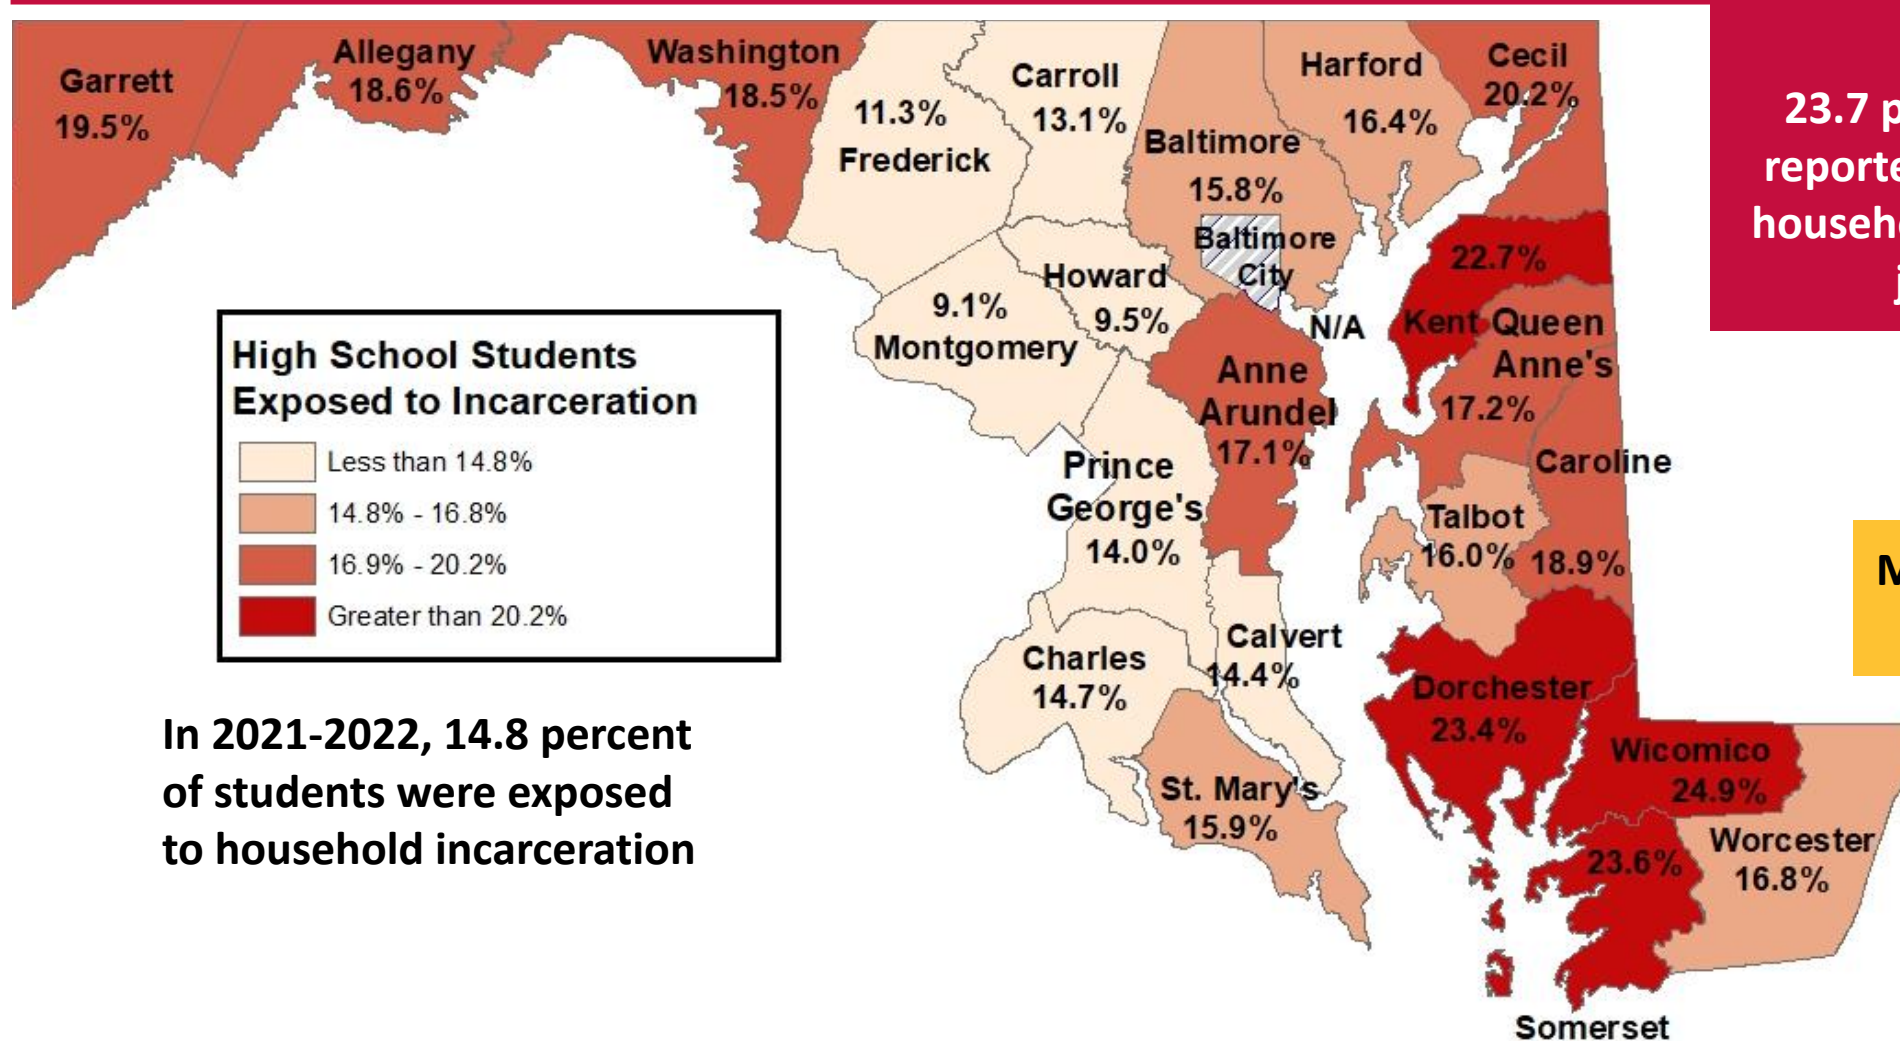 Garrett
19.5%
Allegany
18.6%
Washington
18.5%
11.3%
Frederick
Carroll
13.1%
Baltimore
15.8%
Baltimore
City
N/A
Harford
16.4%
Cecil
20.2%
22.7%
Kent
Queen
Anne's
17.2%
Howard
9.5%
9.1%
Montgomery
Anne
Arundel
17.1%
Prince
George's
14.0%
Caroline
18.9%
Talbot
16.0%
Calvert
14.4%
Charles
14.7%
St. Mary's
15.9%
Dorchester
23.4%
Wicomico
24.9%
Worcester
16.8%
23.6%
Somerset
High School Students
Exposed to Incarceration
Less than 14.8%
14.8% - 16.8%
16.9% - 20.2%
Greater than 20.2%
In 2021-2022, 14.8 percent
of students were exposed
to household incarceration
23.7 p
reporte
househo
j
M